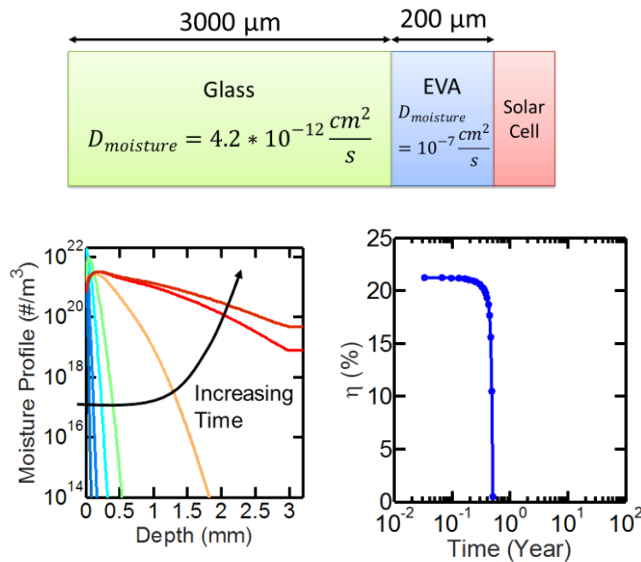 3000 μm
200 μm
Glass
D_moisture = 4.2 * 10^-12 cm^2/s
EVA
D_moisture
= 10^-7 cm^2/s
Solar
Cell
Moisture Profile (#/m^3)
10^22
10^20
10^18
10^16
10^14
Increasing
Time
0
0.5
1
1.5
2
2.5
3
Depth (mm)
η (%)
25
20
15
10
5
0
10^-2
10^-1
10^0
10^1
10^2
Time (Year)